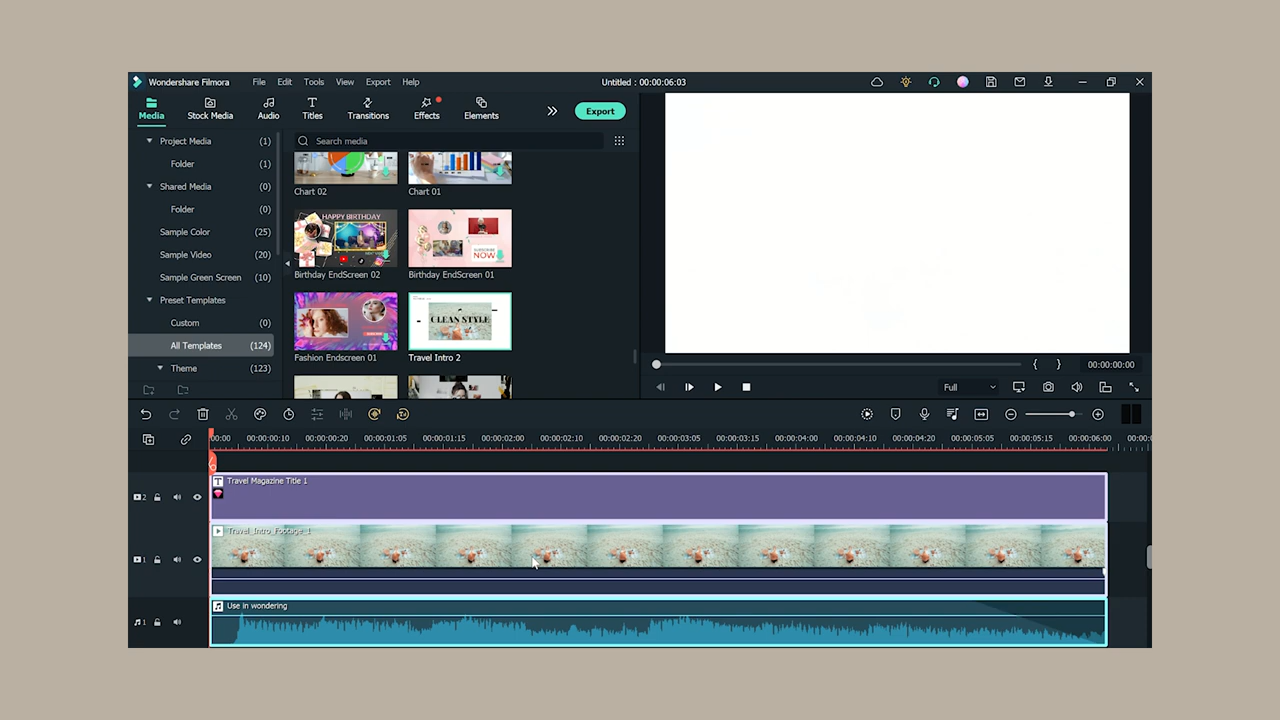 Wondershare Filmora File Edit Tools View Export Help Untitled : 00:00:06:03
Media Stock Media Audio Titles Transitions Effects Elements Export
Search media
Project Media (1)
Folder (1)
Shared Media (0)
Folder (0)
Sample Color (25)
Sample Video (20)
Sample Green Screen (10)
Preset Templates
Custom (0)
All Templates (124)
Theme (123)
Chart 02 Chart 01
HAPPY BIRTHDAY
SUBSCRIBE
NOW
Birthday EndScreen 02 Birthday EndScreen 01
CLEAN STYLE
Fashion Endscreen 01 Travel Intro 2
{ } 00:00:00:00
Full
00:00 00:00:00:10 00:00:00:20 00:00:01:05 00:00:01:15 00:00:02:00 00:00:02:10 00:00:02:20 00:00:03:05 00:00:03:15 00:00:04:00 00:00:04:10 00:00:04:20 00:00:05:05 00:00:05:15 00:00:06:00 00:00:0
2 Travel Magazine Title 1
Travel_Intro_Footage_1
1
Use in wondering
1